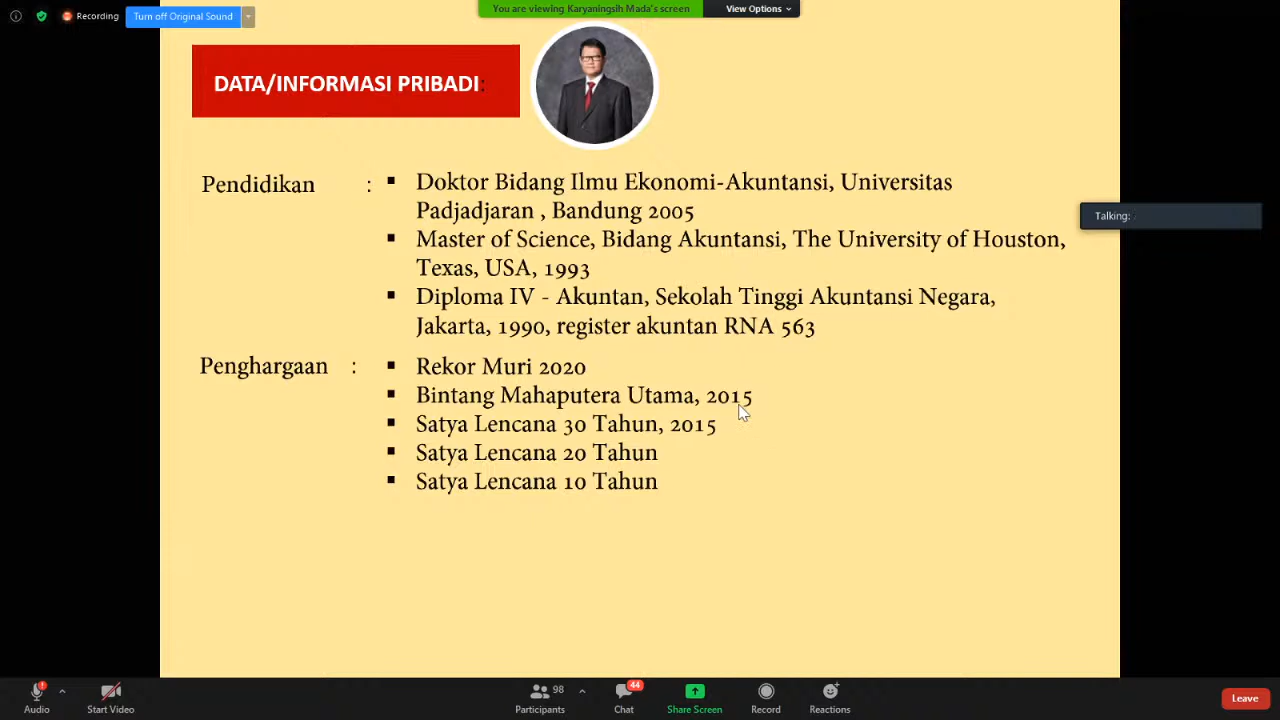 Recording
Turn off Original Sound
You are viewing Karyaningsih Mada's screen
View Options
DATA/INFORMASI PRIBADI:
Talking:
Pendidikan : ▪ Doktor Bidang Ilmu Ekonomi-Akuntansi, Universitas
Padjadjaran , Bandung 2005
▪ Master of Science, Bidang Akuntansi, The University of Houston,
Texas, USA, 1993
▪ Diploma IV - Akuntan, Sekolah Tinggi Akuntansi Negara,
Jakarta, 1990, register akuntan RNA 563
Penghargaan : ▪ Rekor Muri 2020
▪ Bintang Mahaputera Utama, 2015
▪ Satya Lencana 30 Tahun, 2015
▪ Satya Lencana 20 Tahun
▪ Satya Lencana 10 Tahun
Audio
Start Video
98
Participants
44
Chat
Share Screen
Record
Reactions
Leave